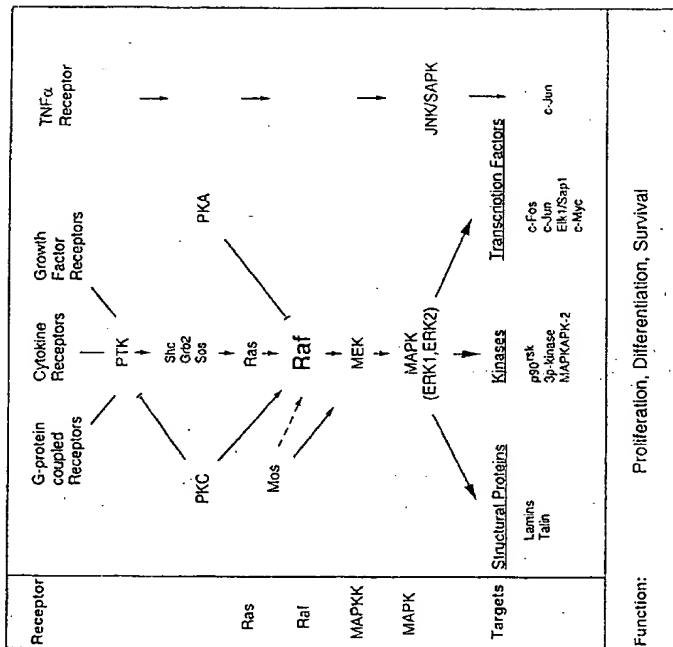 Receptor
G-protein
coupled
Receptors
Cytokine
Receptors
Growth
Factor
Receptors
TNFα
Receptor
PTK
Shc
Grb2
Sos
PKC
PKA
Ras
Ras
Mos
Raf
Raf
MAPKK
MEK
MAPK
MAPK
(ERK1,ERK2)
JNK/SAPK
Targets
Structural Proteins
Kinases
Transcription Factors
Lamins
Talin
p90rsk
3p-kinase
MAPKAPK-2
c-Fos
c-Jun
Elk1/Sap1
c-Myc
c-Jun
Function:
Proliferation, Differentiation, Survival